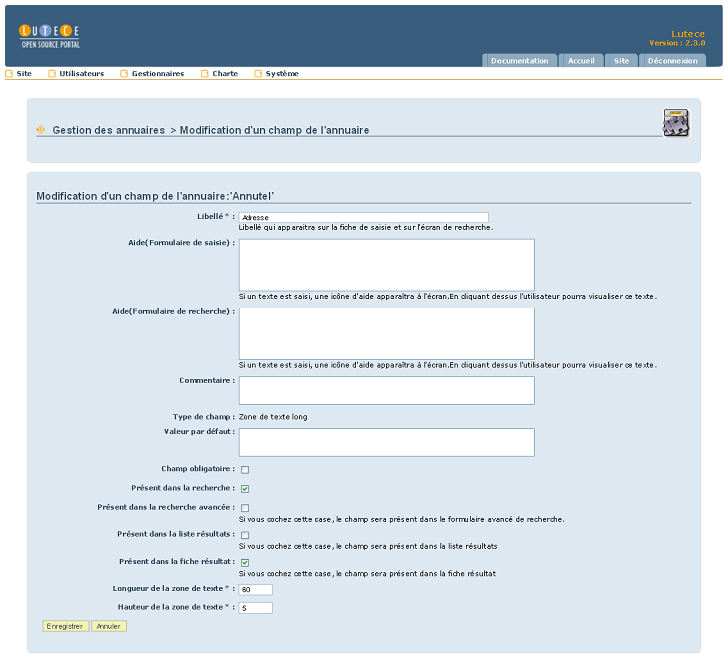 LUTECE
OPEN SOURCE PORTAL
Lutece
Version : 2.3.0
Documentation Accueil Site Déconnexion
Site Utilisateurs Gestionnaires Charte Système
Gestion des annuaires > Modification d'un champ de l'annuaire
Modification d'un champ de l'annuaire:'Annutel'
Libellé * : Adresse
Libellé qui apparaitra sur la fiche de saisie et sur l'écran de recherche.
Aide(Formulaire de saisie) :
Si un texte est saisi, une icône d'aide apparaîtra à l'écran.En cliquant dessus l'utilisateur pourra visualiser ce texte.
Aide(Formulaire de recherche) :
Si un texte est saisi, une icône d'aide apparaîtra à l'écran.En cliquant dessus l'utilisateur pourra visualiser ce texte.
Commentaire :
Type de champ : Zone de texte long
Valeur par défaut :
Champ obligatoire :
Présent dans la recherche :
Présent dans la recherche avancée :
Si vous cochez cette case, le champ sera présent dans le formulaire avancé de recherche.
Présent dans la liste résultats :
Si vous cochez cette case, le champ sera présent dans la liste résultats
Présent dans la fiche résultat :
Si vous cochez cette case, le champ sera présent dans la fiche résultat
Longueur de la zone de texte * : 60
Hauteur de la zone de texte * : 5
Enregistrer Annuler